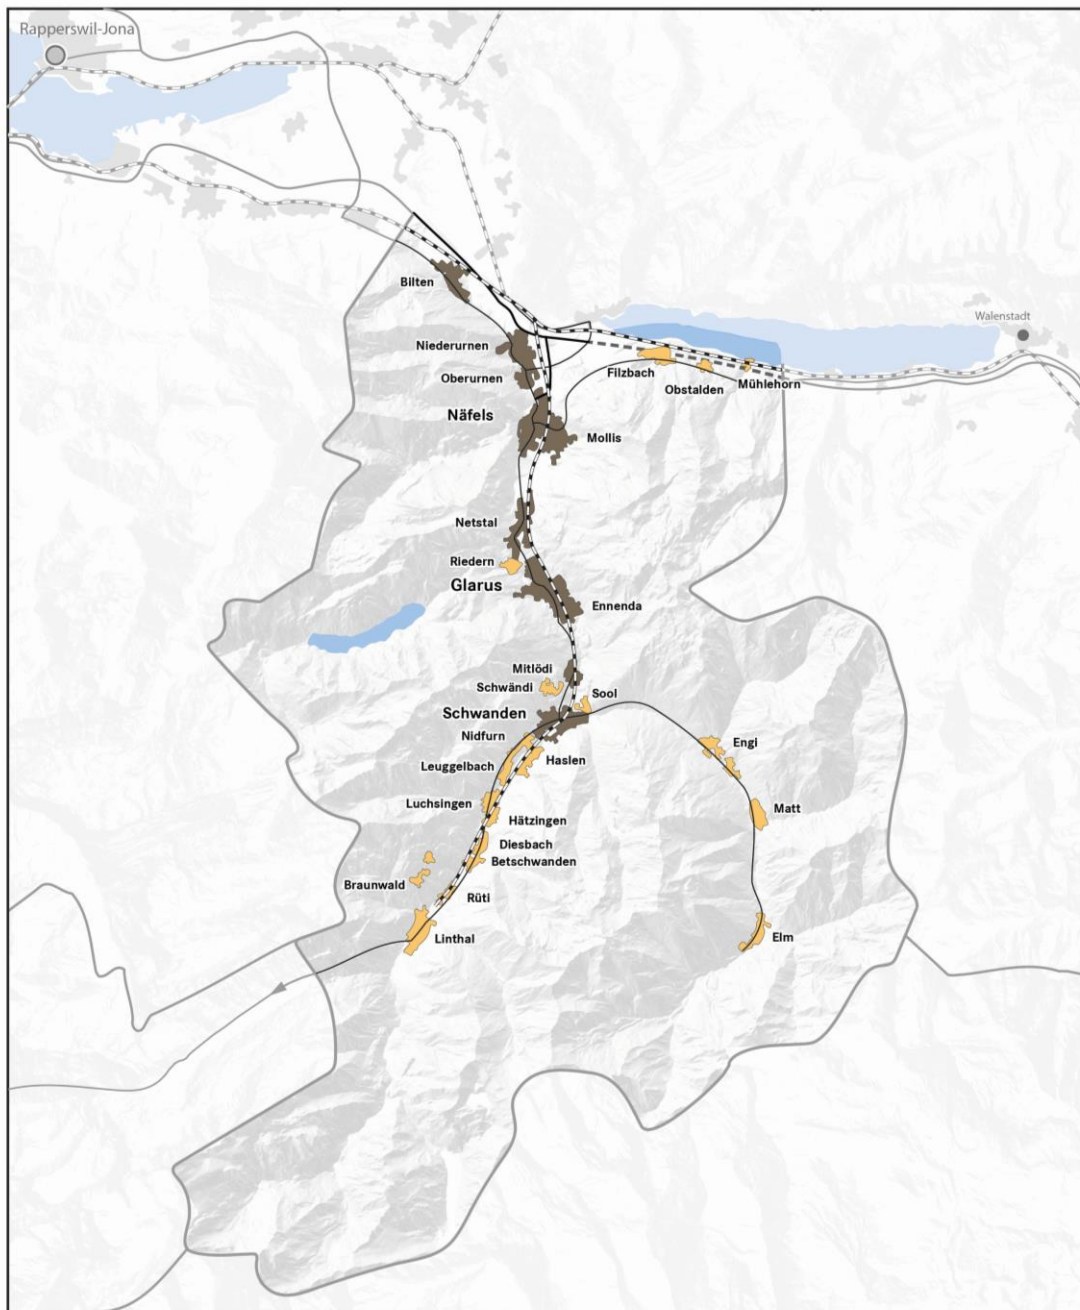 Rapperswil-Jona
Bilten
Walenstadt
Niederurnen
Filzbach
Oberurnen
Obstalden
Mühlehorn
Näfels
Mollis
Netstal
Riedern
Glarus
Ennenda
Mitlödi
Schwändi
Sool
Schwanden
Nidfurn
Engi
Haslen
Leuggelbach
Luchsingen
Matt
Hätzingen
Diesbach
Betschwanden
Braunwald
Rüti
Linthal
Elm